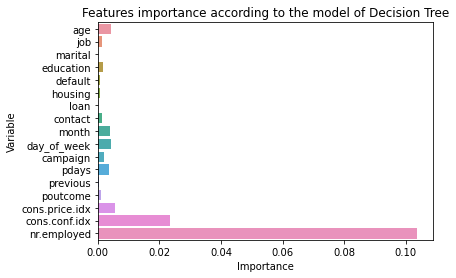 Features importance according to the model of Decision Tree
age
job
marital
education
default
housing
loan
contact
month
day_of_week
campaign
pdays
previous
poutcome
cons.price.idx
cons.conf.idx
nr.employed
Variable
0.00 0.02 0.04 0.06 0.08 0.10
Importance